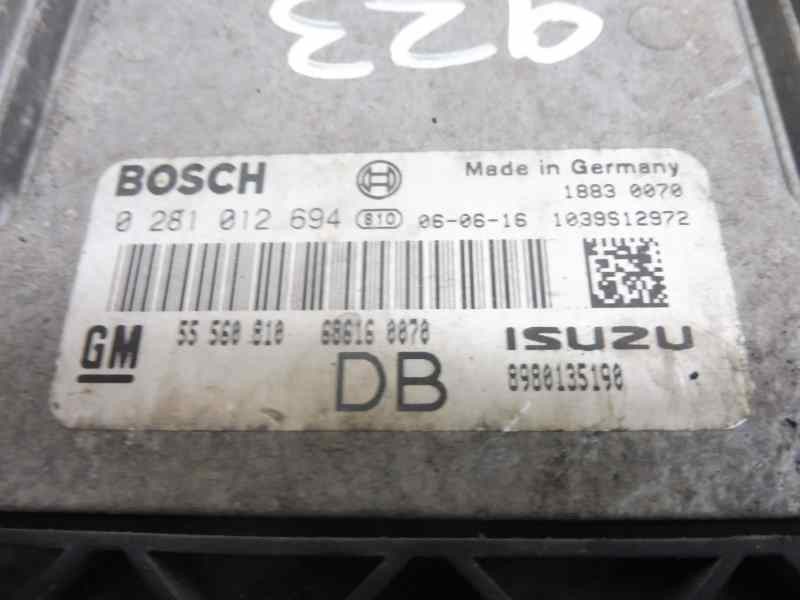 923
BOSCH Made in Germany
1883 0070
0 281 012 694 810 06-06-16 1039S12972
GM 55 560 810 68616 0070 ISUZU
DB 8980135190